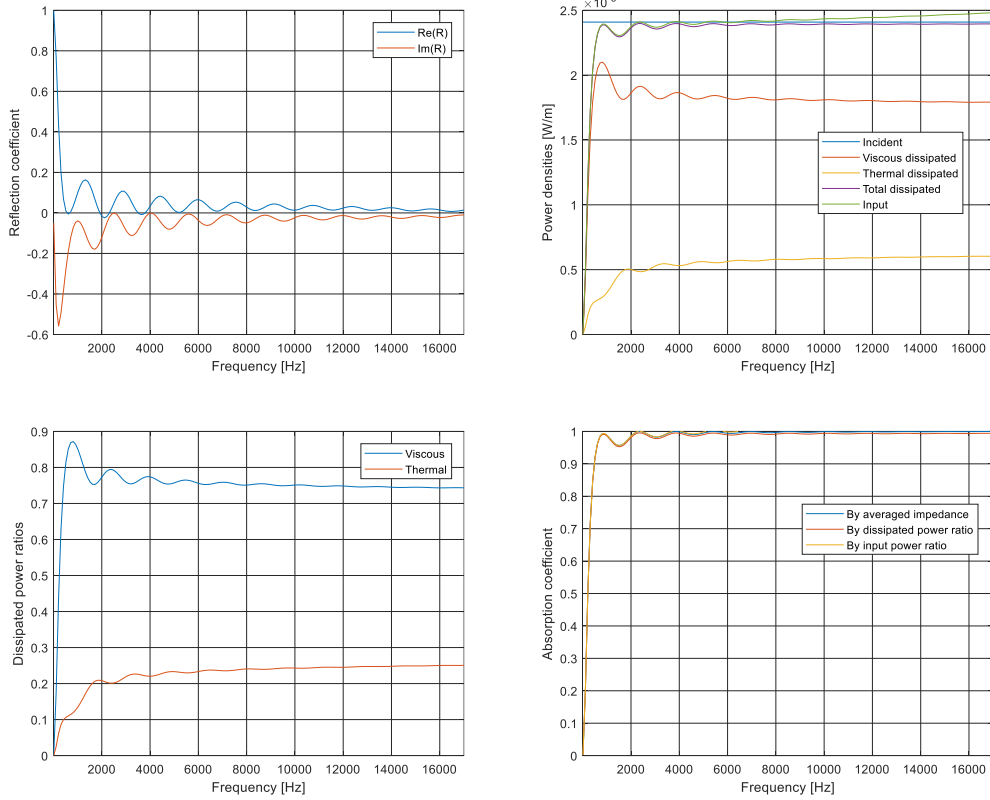 1
0.8
0.6
0.4
0.2
0
-0.2
-0.4
-0.6
Reflection coefficient
Re(R)
Im(R)
2000 4000 6000 8000 10000 12000 14000 16000
Frequency [Hz]
2.5
2
1.5
1
0.5
0
Power densities [W/m]
Incident
Viscous dissipated
Thermal dissipated
Total dissipated
Input
2000 4000 6000 8000 10000 12000 14000 16000
Frequency [Hz]
0.9
0.8
0.7
0.6
0.5
0.4
0.3
0.2
0.1
0
Dissipated power ratios
Viscous
Thermal
2000 4000 6000 8000 10000 12000 14000 16000
Frequency [Hz]
1
0.9
0.8
0.7
0.6
0.5
0.4
0.3
0.2
0.1
0
Absorption coefficient
By averaged impedance
By dissipated power ratio
By input power ratio
2000 4000 6000 8000 10000 12000 14000 16000
Frequency [Hz]